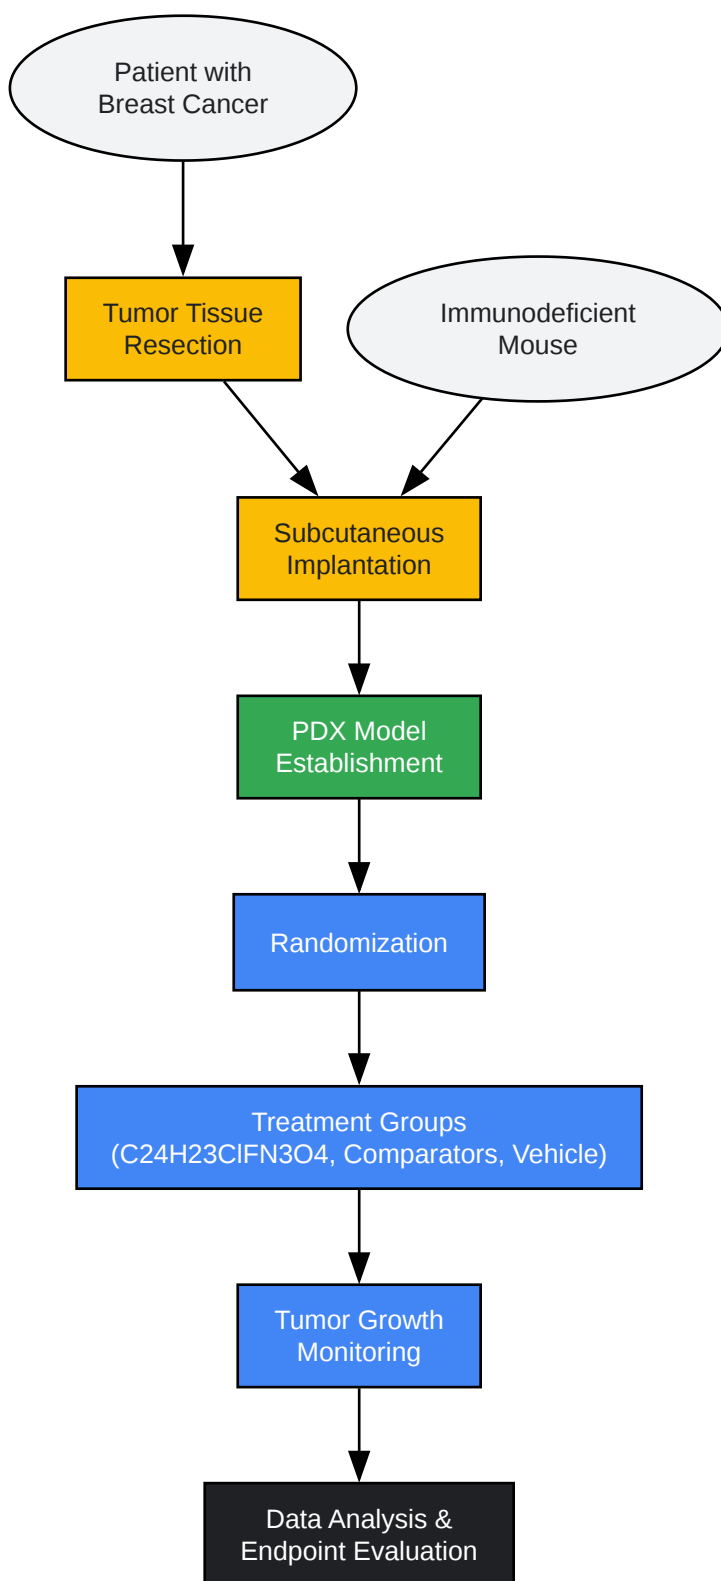 Patient with
Breast Cancer
Tumor Tissue
Resection
Immunodeficient
Mouse
Subcutaneous
Implantation
PDX Model
Establishment
Randomization
Treatment Groups
(C24H23ClFN3O4, Comparators, Vehicle)
Tumor Growth
Monitoring
Data Analysis &
Endpoint Evaluation